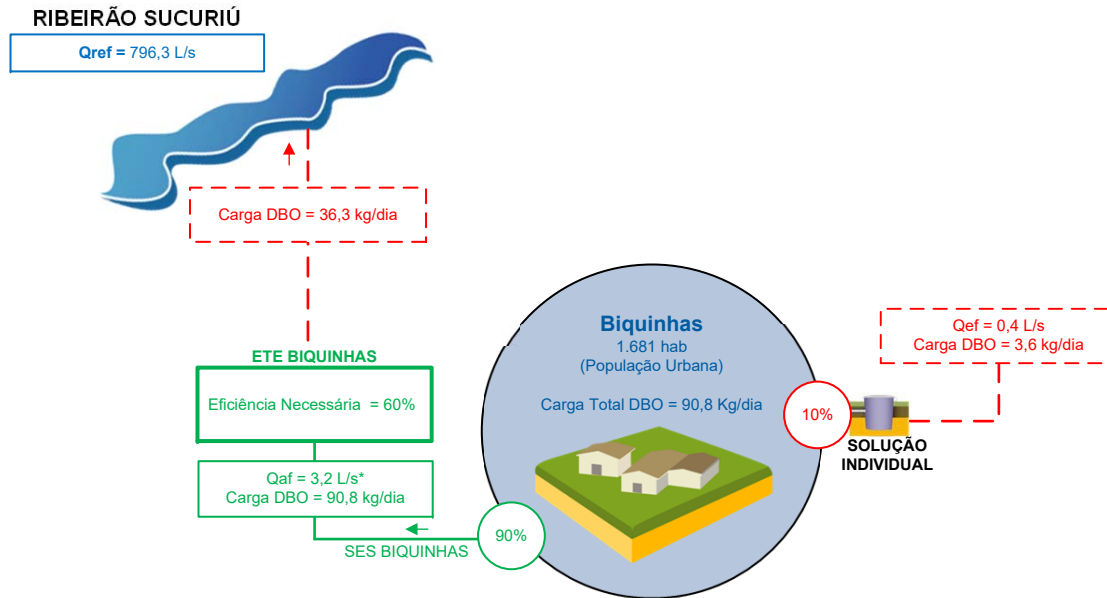 RIBEIRÃO SUCURIÚ
Qref = 796,3 L/s
Carga DBO = 36,3 kg/dia
ETE BIQUINHAS
Eficiência Necessária = 60%
Qaf = 3,2 L/s*
Carga DBO = 90,8 kg/dia
SES BIQUINHAS
90%
Biquinhas
1.681 hab
(População Urbana)
Carga Total DBO = 90,8 Kg/dia
10%
SOLUÇÃO
INDIVIDUAL
Qef = 0,4 L/s
Carga DBO = 3,6 kg/dia